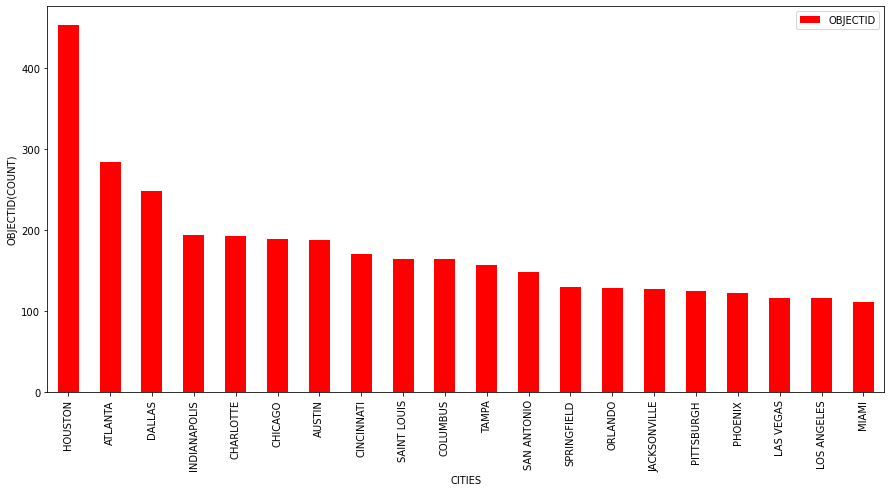 OBJECTID
OBJECTID(COUNT)
400
300
200
100
0
HOUSTON
ATLANTA
DALLAS
INDIANAPOLIS
CHARLOTTE
CHICAGO
AUSTIN
CINCINNATI
SAINT LOUIS
COLUMBUS
TAMPA
SAN ANTONIO
SPRINGFIELD
ORLANDO
JACKSONVILLE
PITTSBURGH
PHOENIX
LAS VEGAS
LOS ANGELES
MIAMI
CITIES